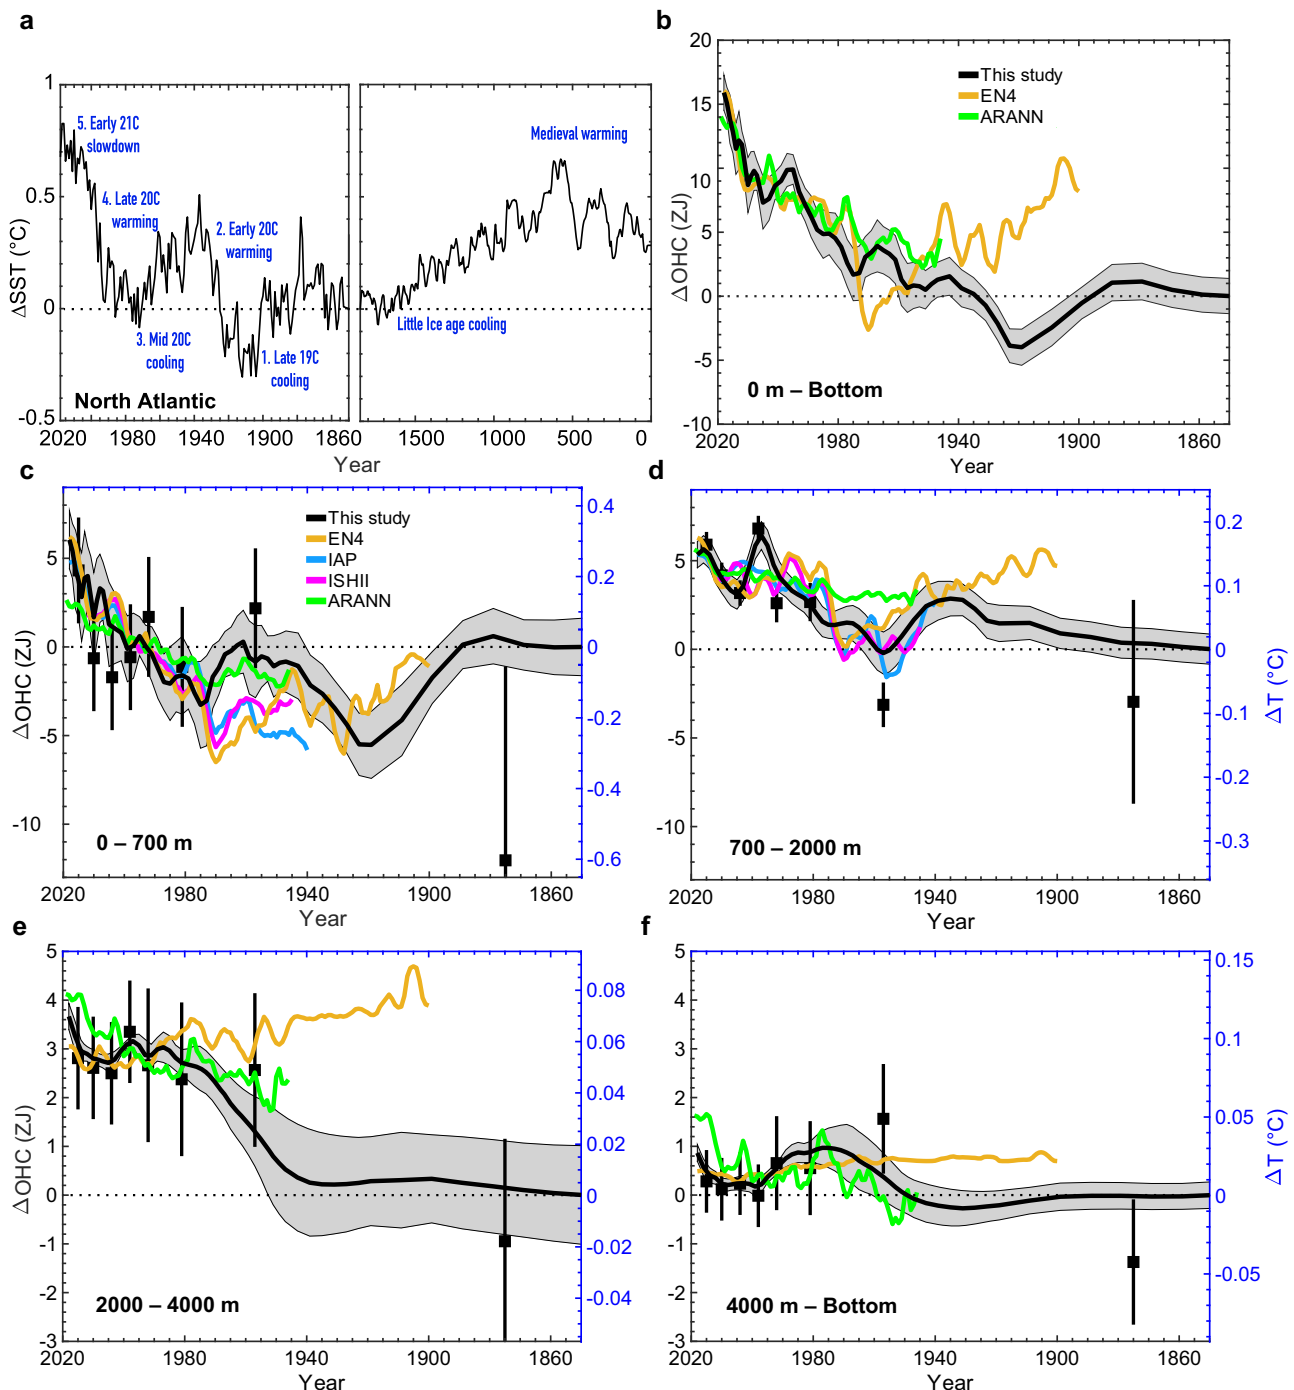 a
1
0.5
0
-0.5
ΔSST (°C)
5. Early 21C
slowdown
4. Late 20C
warming
2. Early 20C
warming
3. Mid 20C
cooling
1. Late 19C
cooling
North Atlantic
Medieval warming
Little Ice age cooling
2020 1980 1940 1900 1860
1500 1000 500 0
Year
b
20
15
10
5
0
-5
-10
ΔOHC (ZJ)
This study
EN4
ARANN
0 m – Bottom
2020 1980 1940 1900 1860
Year
c
5
0
-5
-10
ΔOHC (ZJ)
This study
EN4
IAP
ISHII
ARANN
0.4
0.2
0
-0.2
-0.4
-0.6
0 – 700 m
2020 1980 1940 1900 1860
Year
d
5
0
-5
-10
0.2
0.1
0
-0.1
-0.2
-0.3
ΔT (°C)
700 – 2000 m
2020 1980 1940 1900 1860
Year
e
5
4
3
2
1
0
-1
-2
-3
ΔOHC (ZJ)
0.08
0.06
0.04
0.02
0
-0.02
-0.04
2000 – 4000 m
2020 1980 1940 1900 1860
Year
f
5
4
3
2
1
0
-1
-2
-3
0.15
0.1
0.05
0
-0.05
ΔT (°C)
4000 m – Bottom
2020 1980 1940 1900 1860
Year